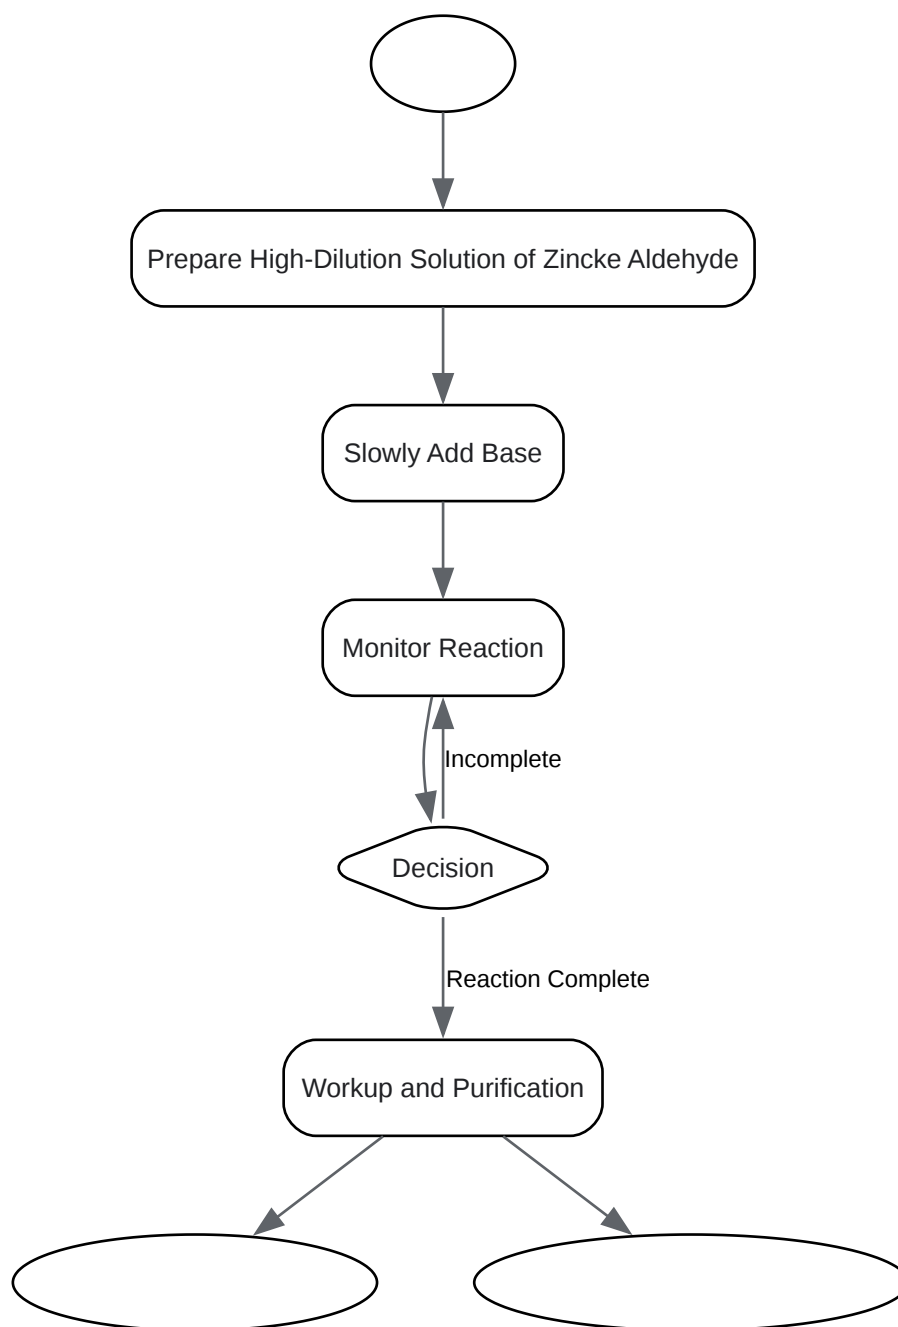 Prepare High-Dilution Solution of Zincke Aldehyde
Slowly Add Base
Monitor Reaction
Incomplete
Decision
Reaction Complete
Workup and Purification